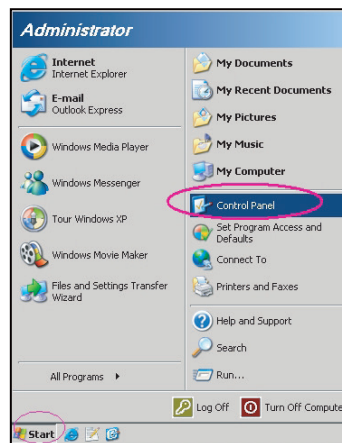 Administrator
Internet
Internet Explorer
E-mail
Outlook Express
Windows Media Player
Windows Messenger
Tour Windows XP
Windows Movie Maker
Files and Settings Transfer
Wizard
All Programs
My Documents
My Recent Documents
My Pictures
My Music
My Computer
Control Panel
Set Program Access and
Defaults
Connect To
Printers and Faxes
Help and Support
Search
Run...
Log Off
Turn Off Compute
Start